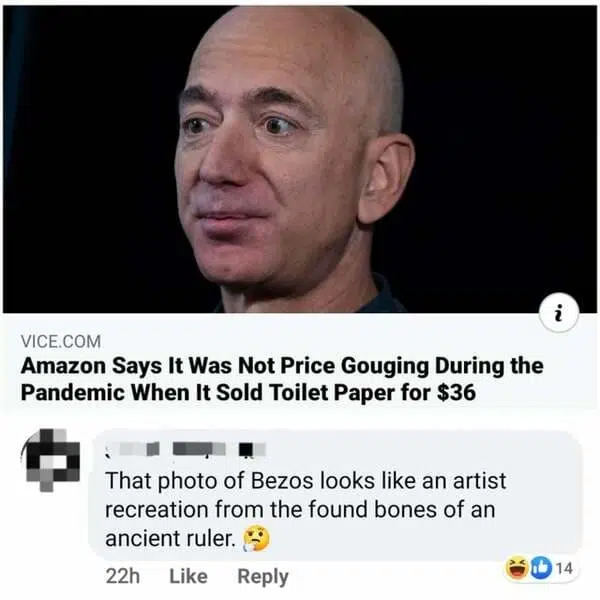 i
VICE.COM
Amazon Says It Was Not Price Gouging During the
Pandemic When It Sold Toilet Paper for $36
That photo of Bezos looks like an artist
recreation from the found bones of an
ancient ruler. 🤔
22h Like Reply
14